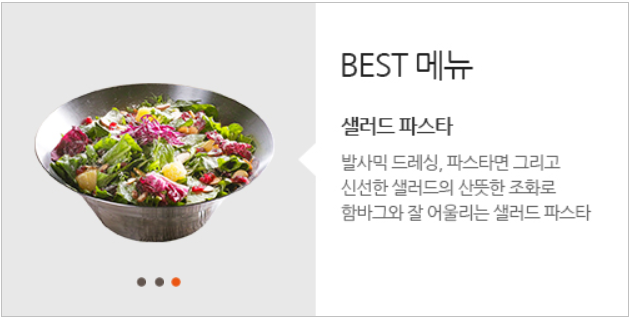 BEST 메뉴
샐러드 파스타
발사믹 드레싱, 파스타면 그리고
신선한 샐러드의 산뜻한 조화로
함바그와 잘 어울리는 샐러드 파스타